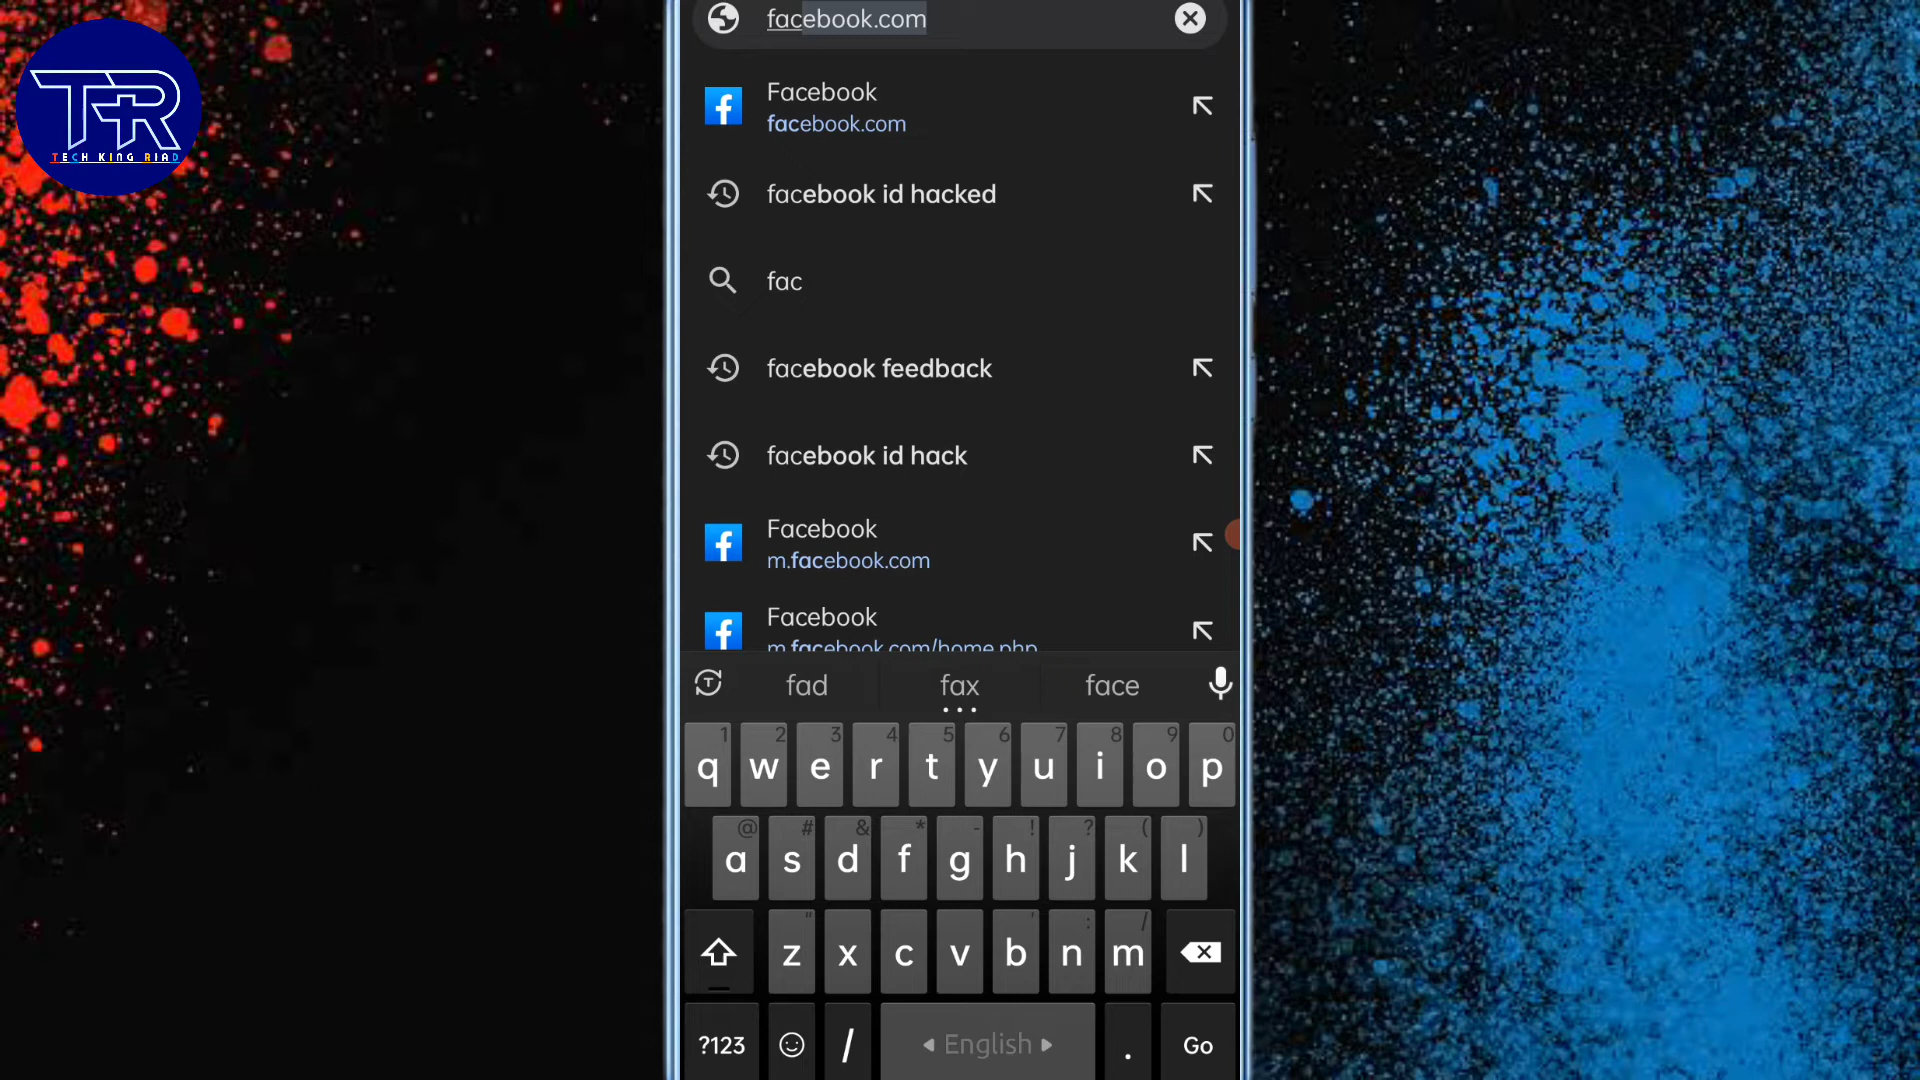 facebook.com
Facebook
facebook.com
facebook id hacked
fac
facebook feedback
facebook id hack
Facebook
m.facebook.com
Facebook
m.facebook.com/home.php
fad fax face
1 2 3 4 5 6 7 8 9 0
q w e r t y u i o p
@ # & * - ! ? ( )
a s d f g h j k l
" ' : /
z x c v b n m
?123 / English . Go
TR
TECH KING RIAD